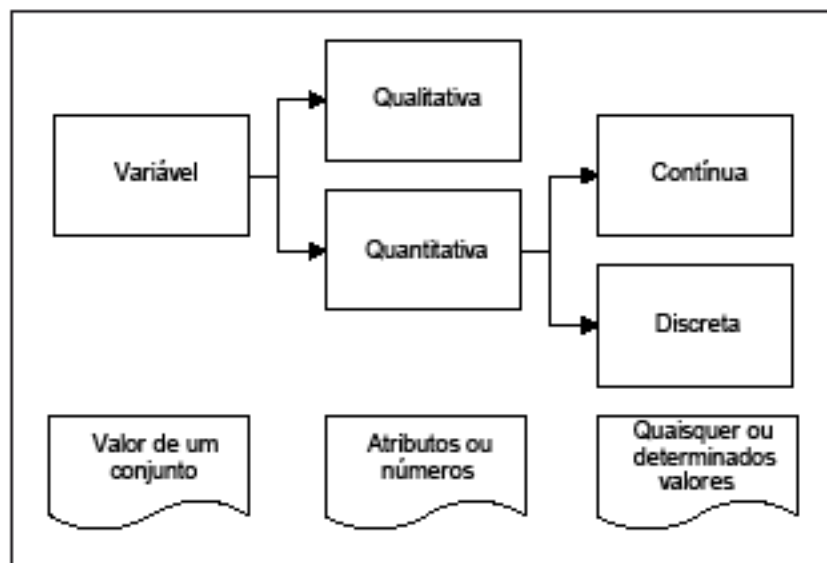 Qualitativa
Variável
Contínua
Quantitativa
Discreta
Valor de um
conjunto
Atributos ou
números
Quaisquer ou
determinados
valores